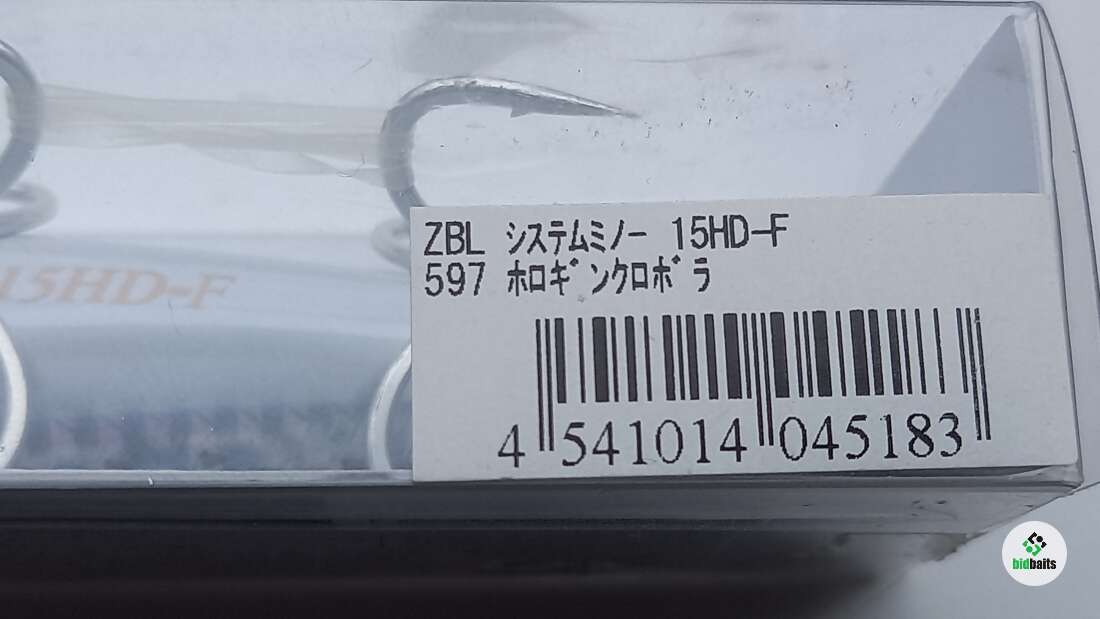 ZBL ｼｽﾃﾑﾐﾉｰ 15HD-F
597 ﾎﾛｷﾞﾝｸﾛﾎﾞﾗ
15HD-F
4 541014 045183
bidbaits